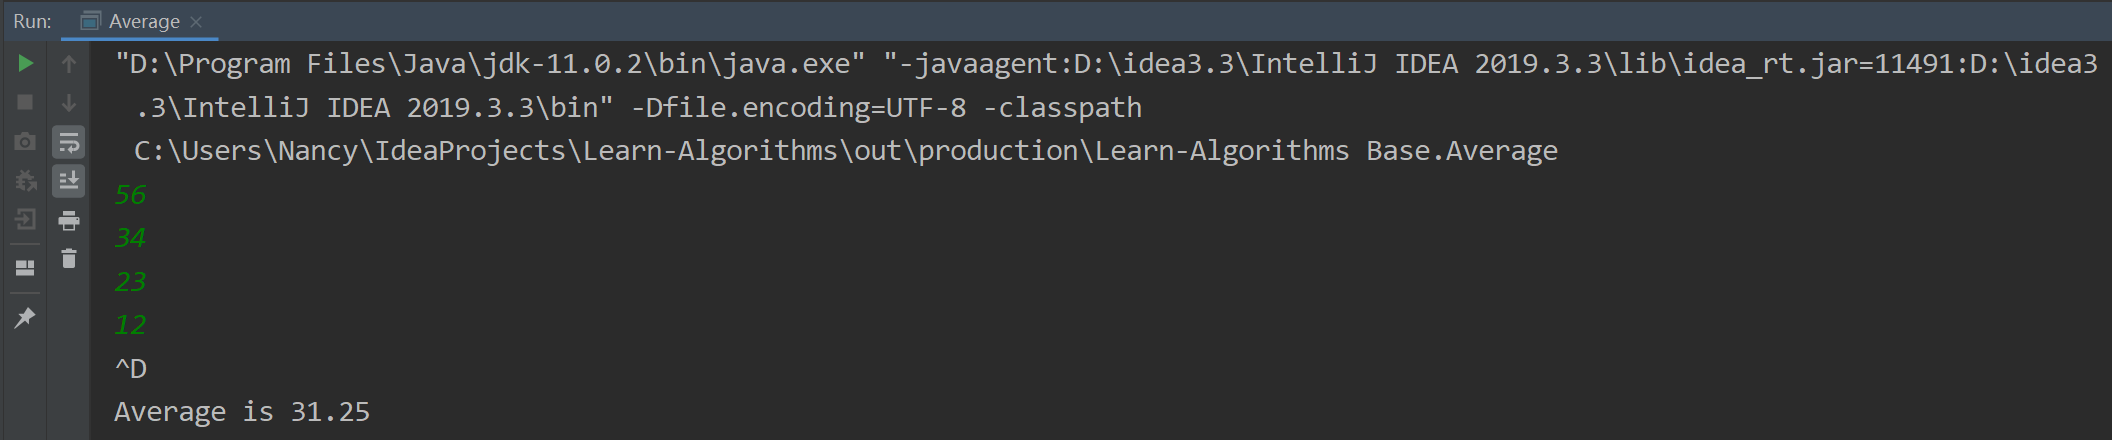 Run: Average
"D:\Program Files\Java\jdk-11.0.2\bin\java.exe" "-javaagent:D:\idea3.3\IntelliJ IDEA 2019.3.3\lib\idea_rt.jar=11491:D:\idea3
.3\IntelliJ IDEA 2019.3.3\bin" -Dfile.encoding=UTF-8 -classpath
C:\Users\Nancy\IdeaProjects\Learn-Algorithms\out\production\Learn-Algorithms Base.Average
56
34
23
12
^D
Average is 31.25